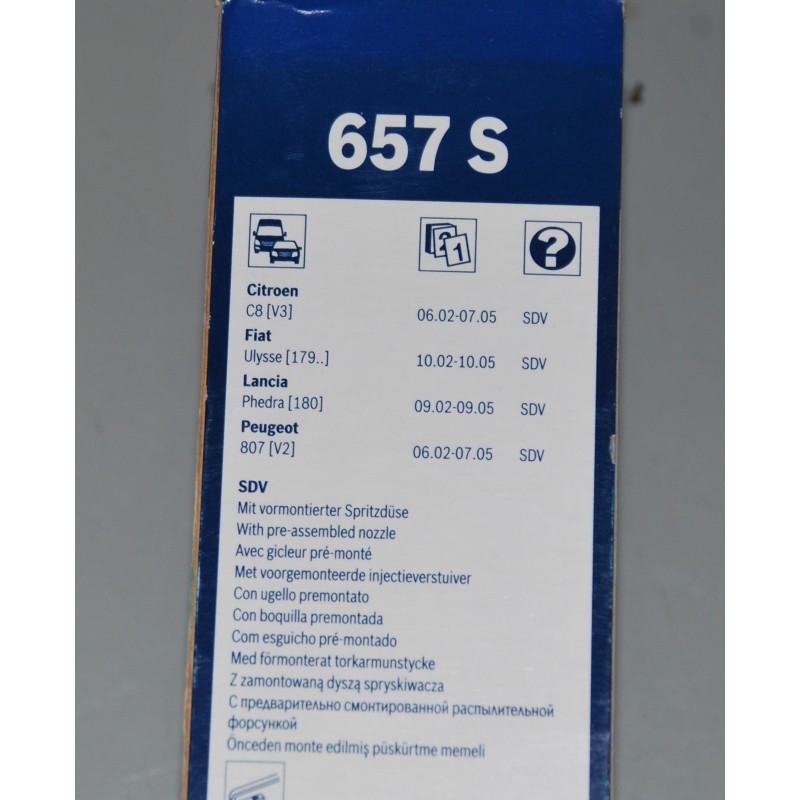 657 S
21
?
Citroen
C8 [V3] 06.02-07.05 SDV
Fiat
Ulysse [179..] 10.02-10.05 SDV
Lancia
Phedra [180] 09.02-09.05 SDV
Peugeot
807 [V2] 06.02-07.05 SDV
SDV
Mit vormontierter Spritzdüse
With pre-assembled nozzle
Avec gicleur pré-monté
Met voorgemonteerde injectieverstuiver
Con ugello premontato
Con boquilla premontada
Com esguicho pré-montado
Med förmonterat torkarmunstycke
Z zamontowaną dyszą spryskiwacza
С предварительно смонтированной распылительной
форсункой
Önceden monte edilmiş püskürtme memeli